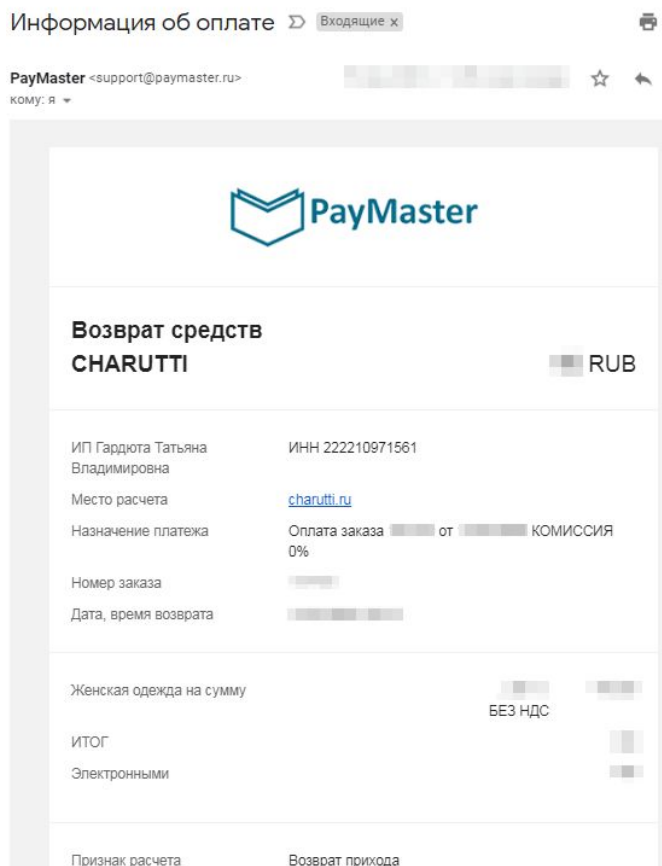 Информация об оплате Входящие x
PayMaster <support@paymaster.ru>
кому: я
PayMaster
Возврат средств
CHARUTTI RUB
ИП Гардюта Татьяна ИНН 222210971561
Владимировна
Место расчета charutti.ru
Назначение платежа Оплата заказа от КОМИССИЯ
0%
Номер заказа
Дата, время возврата
Женская одежда на сумму
БЕЗ НДС
ИТОГ
Электронными
Признак расчета Возврат прихода